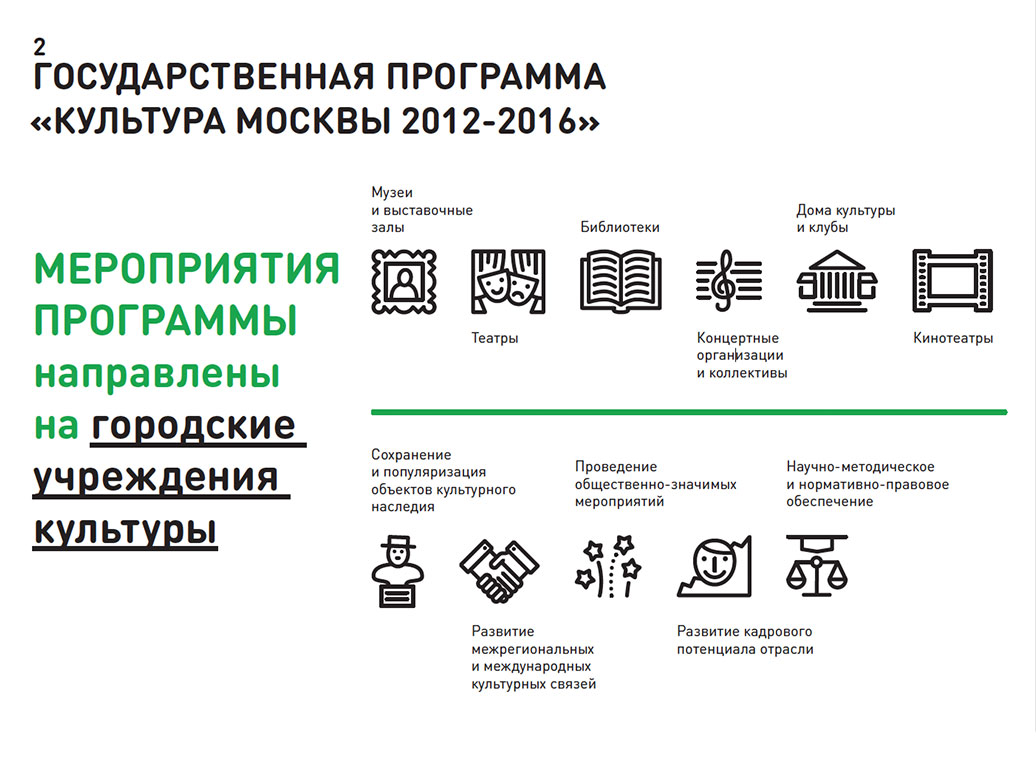 2
ГОСУДАРСТВЕННАЯ ПРОГРАММА
«КУЛЬТУРА МОСКВЫ 2012-2016»
МЕРОПРИЯТИЯ
ПРОГРАММЫ
направлены
на городские
учреждения
культуры
Музеи
и выставочные
залы
Театры
Библиотеки
Концертные
организации
и коллективы
Дома культуры
и клубы
Кинотеатры
Сохранение
и популяризация
объектов культурного
наследия
Развитие
межрегиональных
и международных
культурных связей
Проведение
общественно-значимых
мероприятий
Развитие кадрового
потенциала отрасли
Научно-методическое
и нормативно-правовое
обеспечение